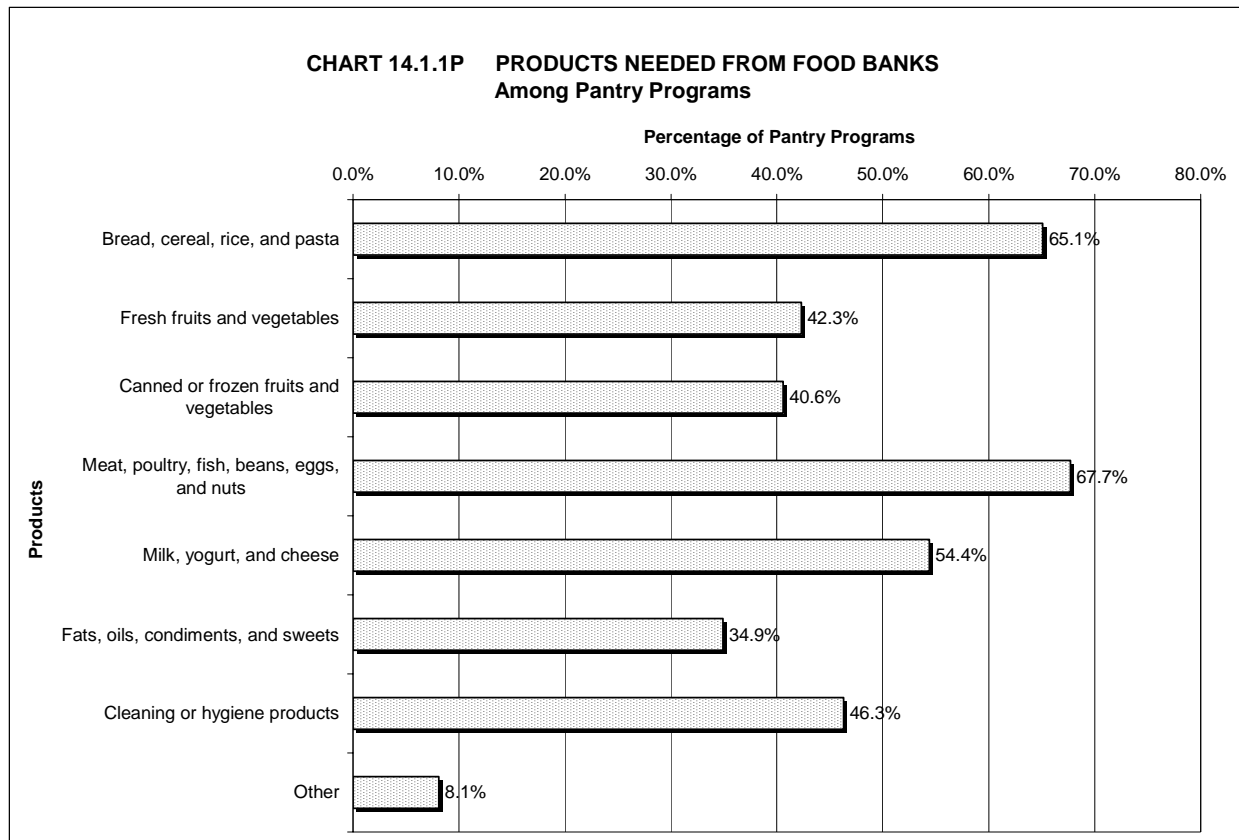 CHART 14.1.1P PRODUCTS NEEDED FROM FOOD BANKS
Among Pantry Programs
Percentage of Pantry Programs
0.0% 10.0% 20.0% 30.0% 40.0% 50.0% 60.0% 70.0% 80.0%
Products
Bread, cereal, rice, and pasta 65.1%
Fresh fruits and vegetables 42.3%
Canned or frozen fruits and
vegetables 40.6%
Meat, poultry, fish, beans, eggs,
and nuts 67.7%
Milk, yogurt, and cheese 54.4%
Fats, oils, condiments, and sweets 34.9%
Cleaning or hygiene products 46.3%
Other 8.1%